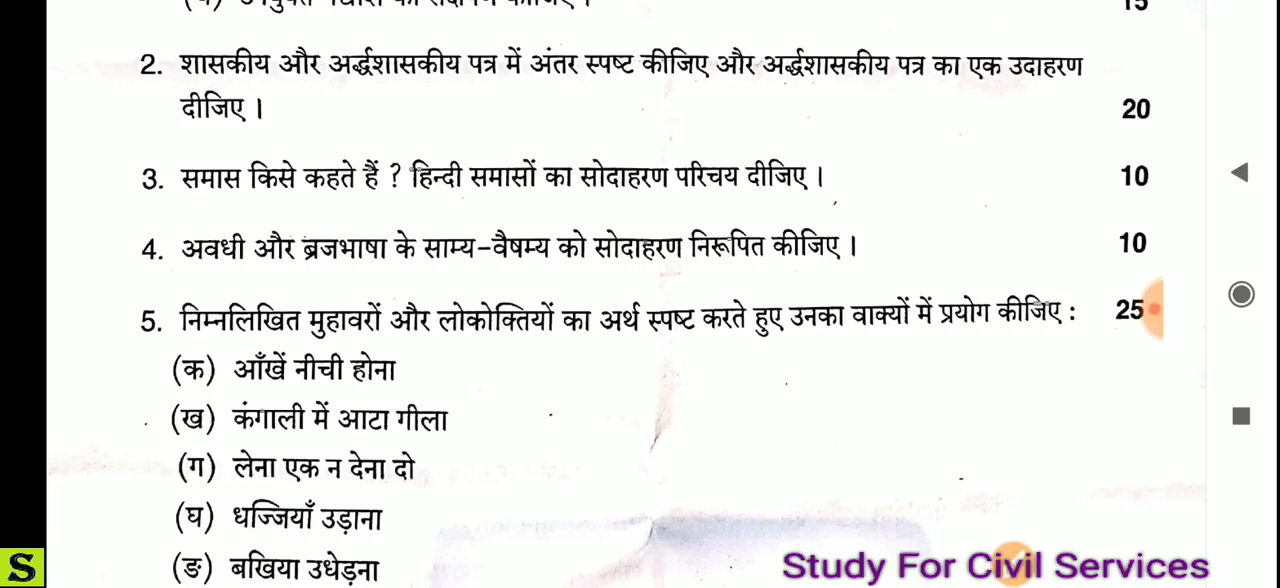 2. शासकीय और अर्द्धशासकीय पत्र में अंतर स्पष्ट कीजिए और अर्द्धशासकीय पत्र का एक उदाहरण
दीजिए । 20
3. समास किसे कहते हैं ? हिन्दी समासों का सोदाहरण परिचय दीजिए । 10
4. अवधी और ब्रजभाषा के साम्य-वैषम्य को सोदाहरण निरूपित कीजिए । 10
5. निम्नलिखित मुहावरों और लोकोक्तियों का अर्थ स्पष्ट करते हुए उनका वाक्यों में प्रयोग कीजिए : 25
(क) आँखें नीची होना
(ख) कंगाली में आटा गीला
(ग) लेना एक न देना दो
(घ) धज्जियाँ उड़ाना
(ङ) बखिया उधेड़ना
S
Study For Civil Services